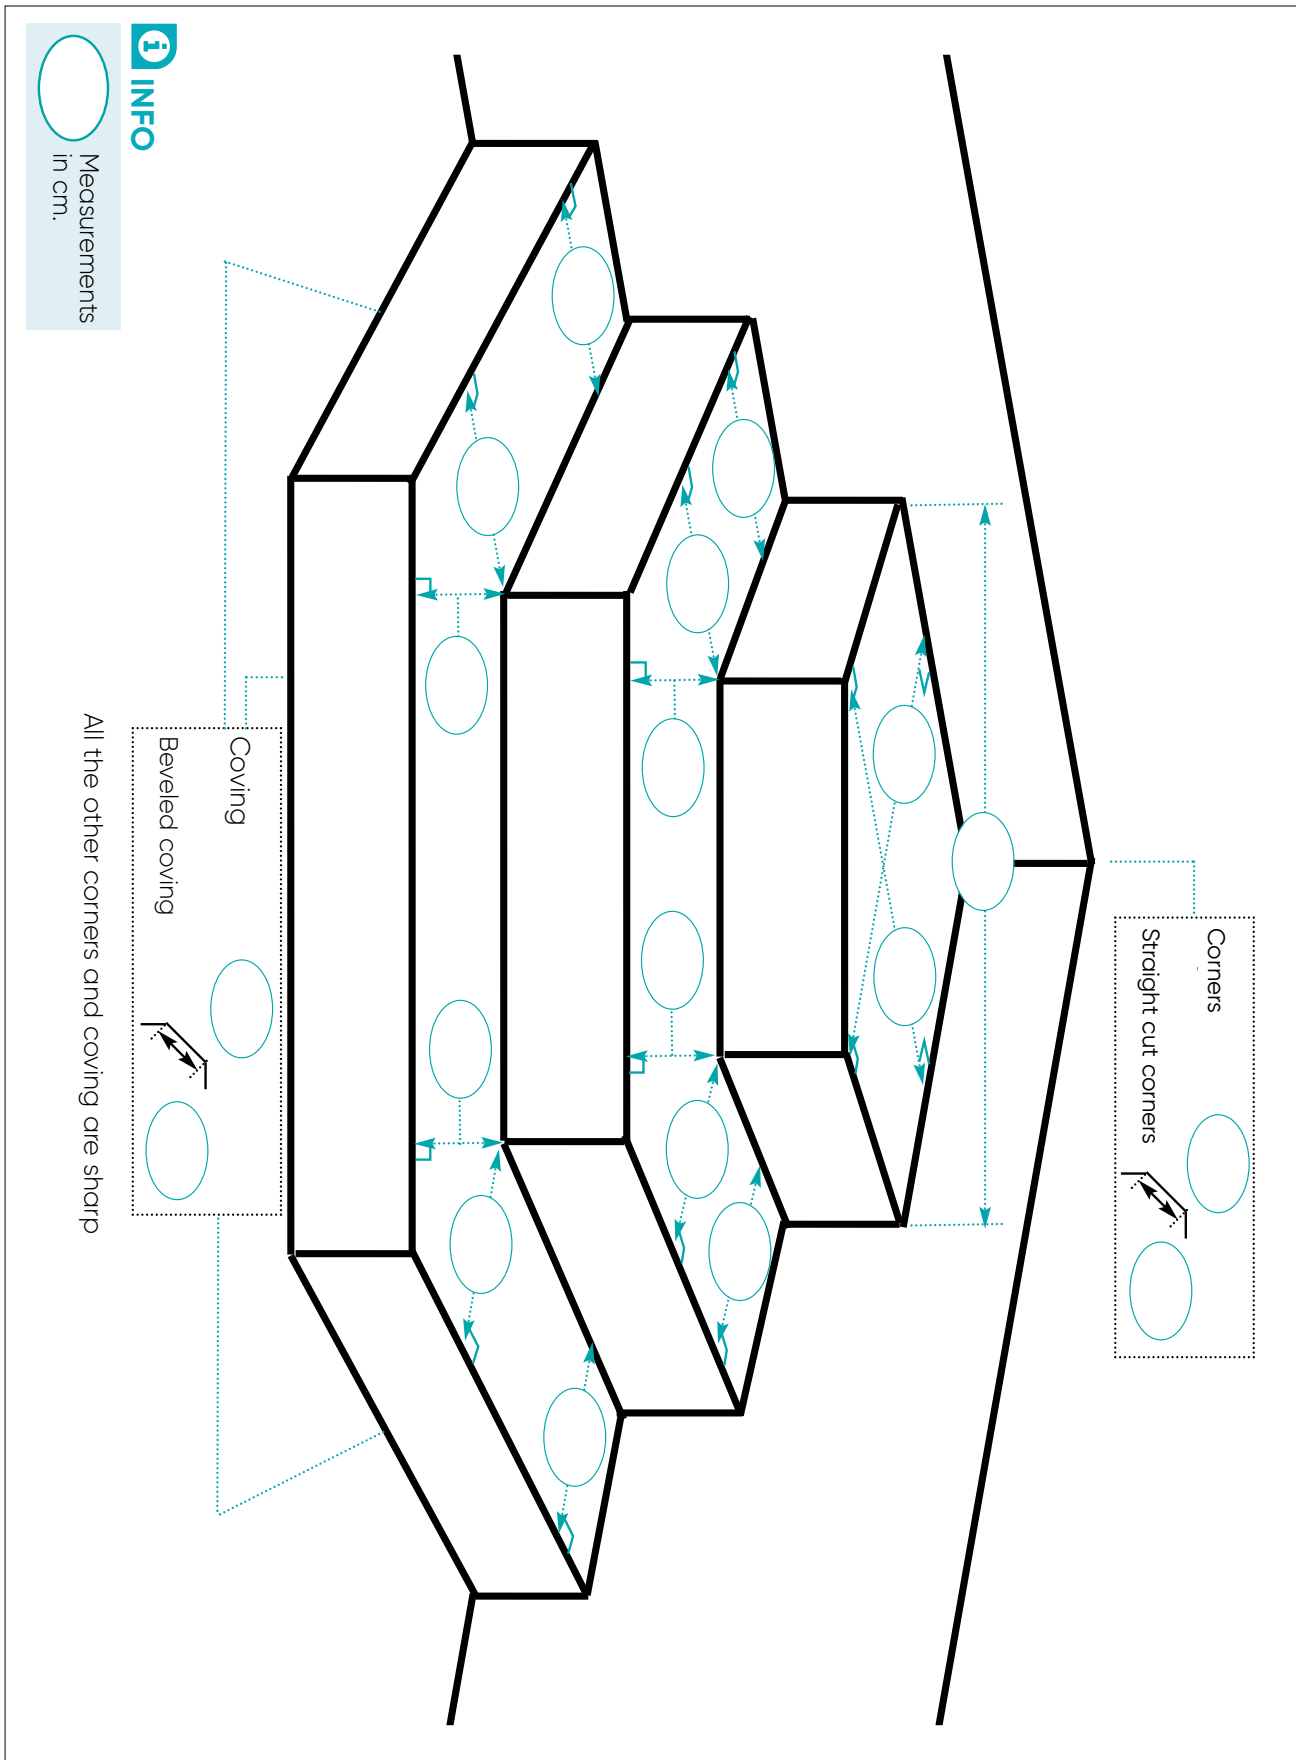 Corners
Straight cut corners
Coving
Beveled coving
All the other corners and coving are sharp
i INFO
Measurements
in cm.